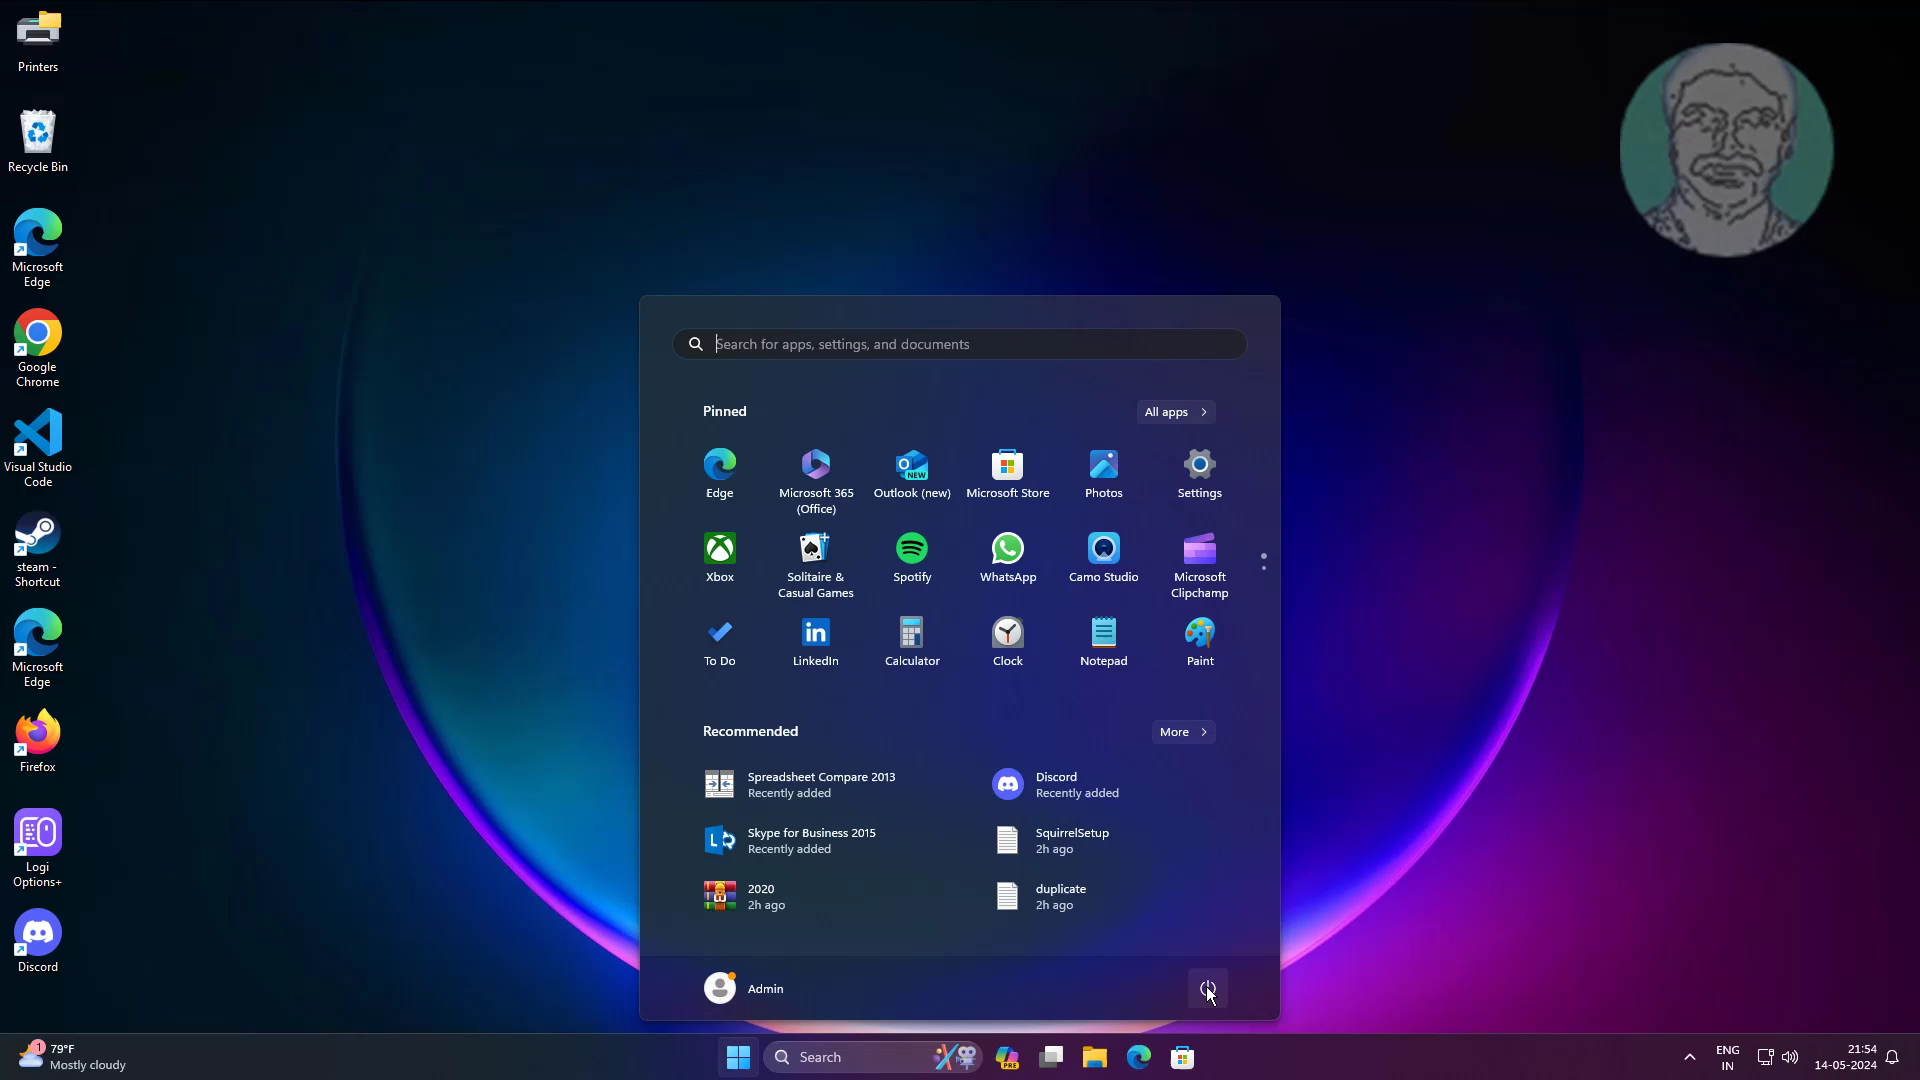 Printers
Recycle Bin
Microsoft
Edge
Google
Chrome
Visual Studio
Code
steam -
Shortcut
Microsoft
Edge
Firefox
Logi
Options+
Discord
Search for apps, settings, and documents
Pinned
All apps
Edge
Microsoft 365
(Office)
Outlook (new)
Microsoft Store
Photos
Settings
Xbox
Solitaire &
Casual Games
Spotify
WhatsApp
Camo Studio
Microsoft
Clipchamp
To Do
LinkedIn
Calculator
Clock
Notepad
Paint
Recommended
More
Spreadsheet Compare 2013
Recently added
Discord
Recently added
Skype for Business 2015
Recently added
SquirrelSetup
2h ago
2020
2h ago
duplicate
2h ago
Admin
1
79°F
Mostly cloudy
Search
PRE
ENG
IN
21:54
14-05-2024